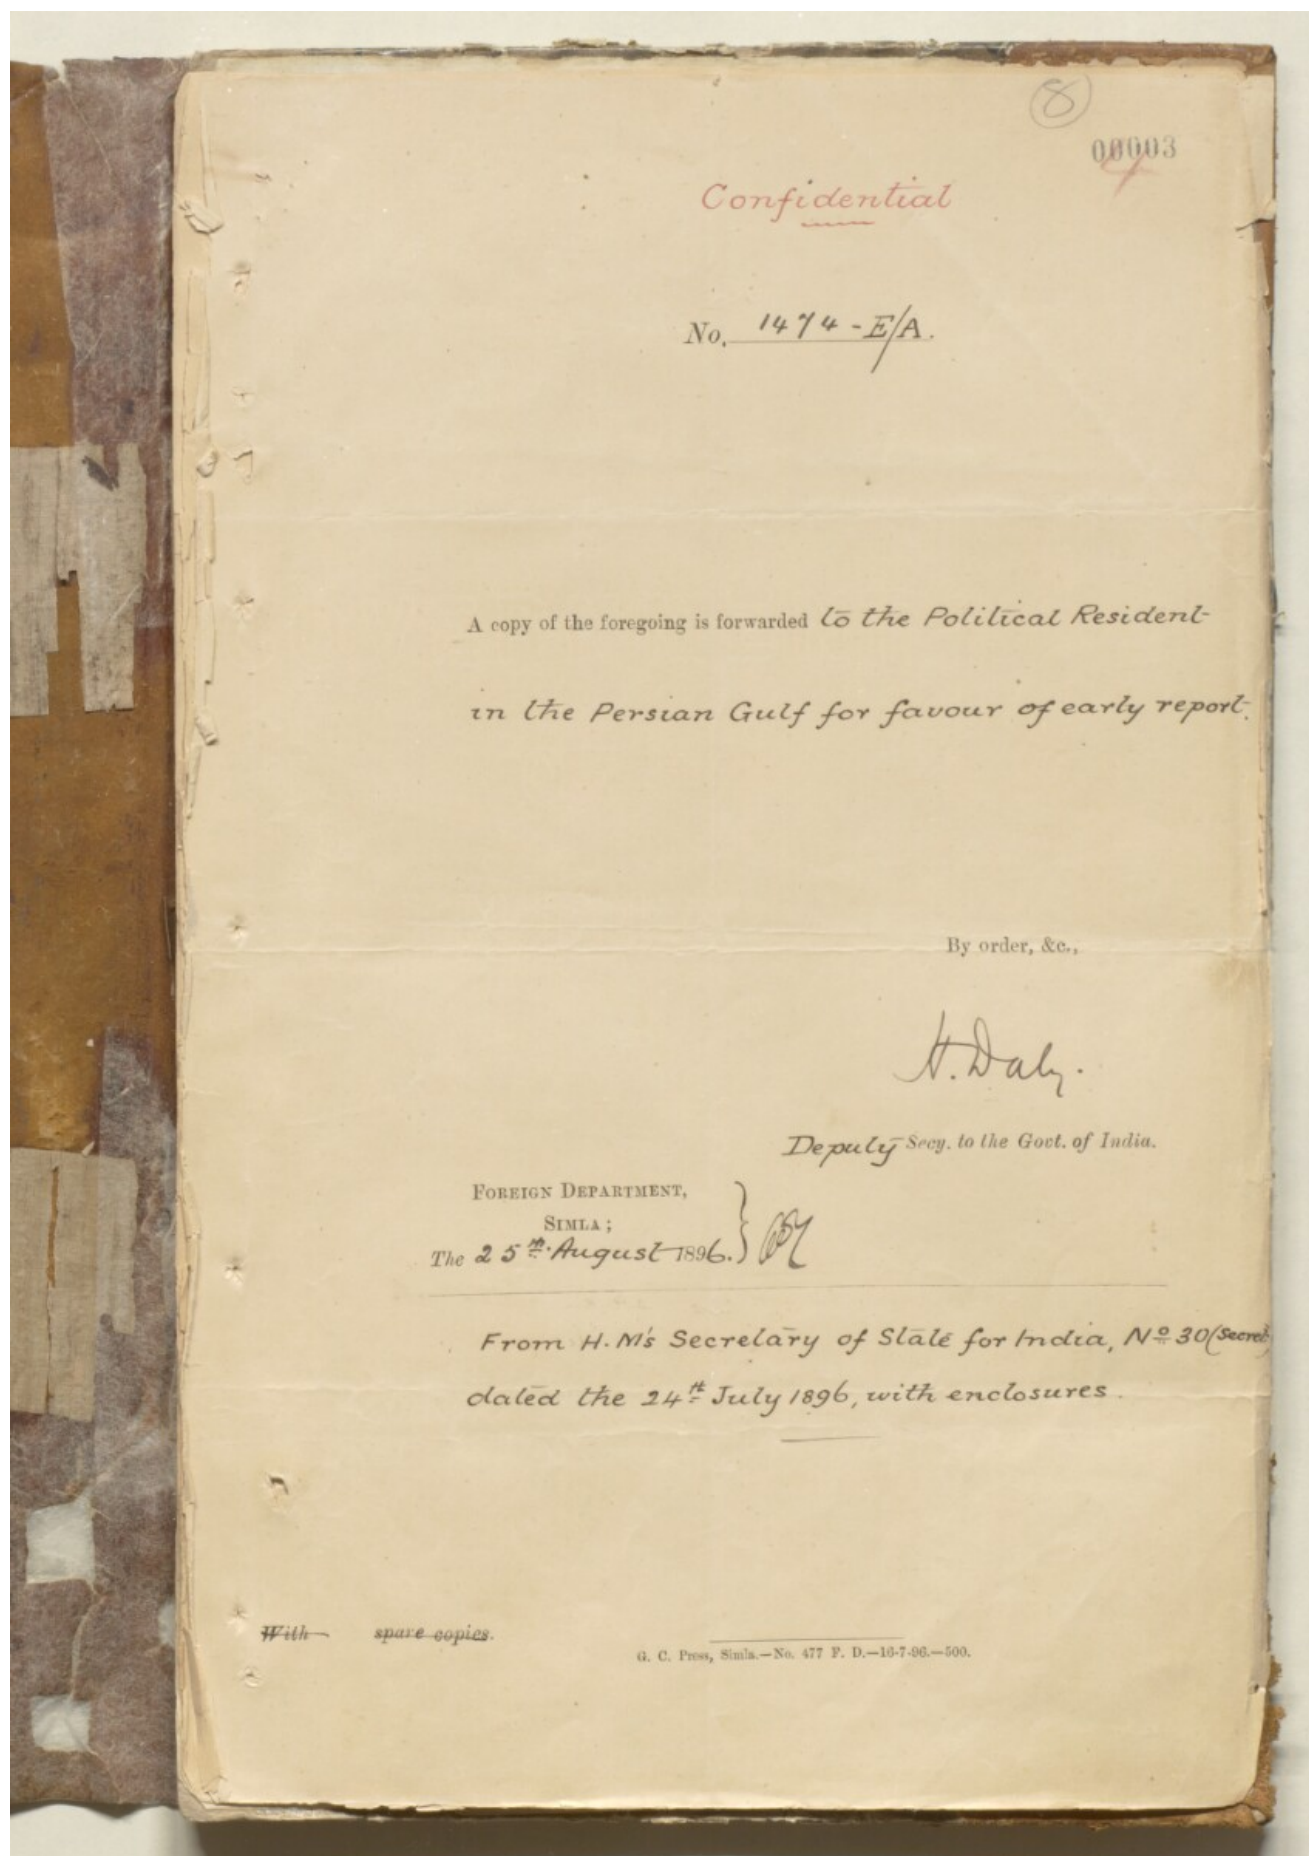 8
00003
Confidential
No. 1474-E/A.
A copy of the foregoing is forwarded to the Political Resident
in the Persian Gulf for favour of early report.
By order, &c.,
H. Daly.
Deputy Secy. to the Govt. of India.
FOREIGN DEPARTMENT,
SIMLA;
The 25th August 1896.
From H. M's Secretary of State for India, No 30 (Secret)
dated the 24th July 1896, with enclosures.
With spare copies.
G. C. Press, Simla.—No. 477 F. D.—16-7-96.—500.